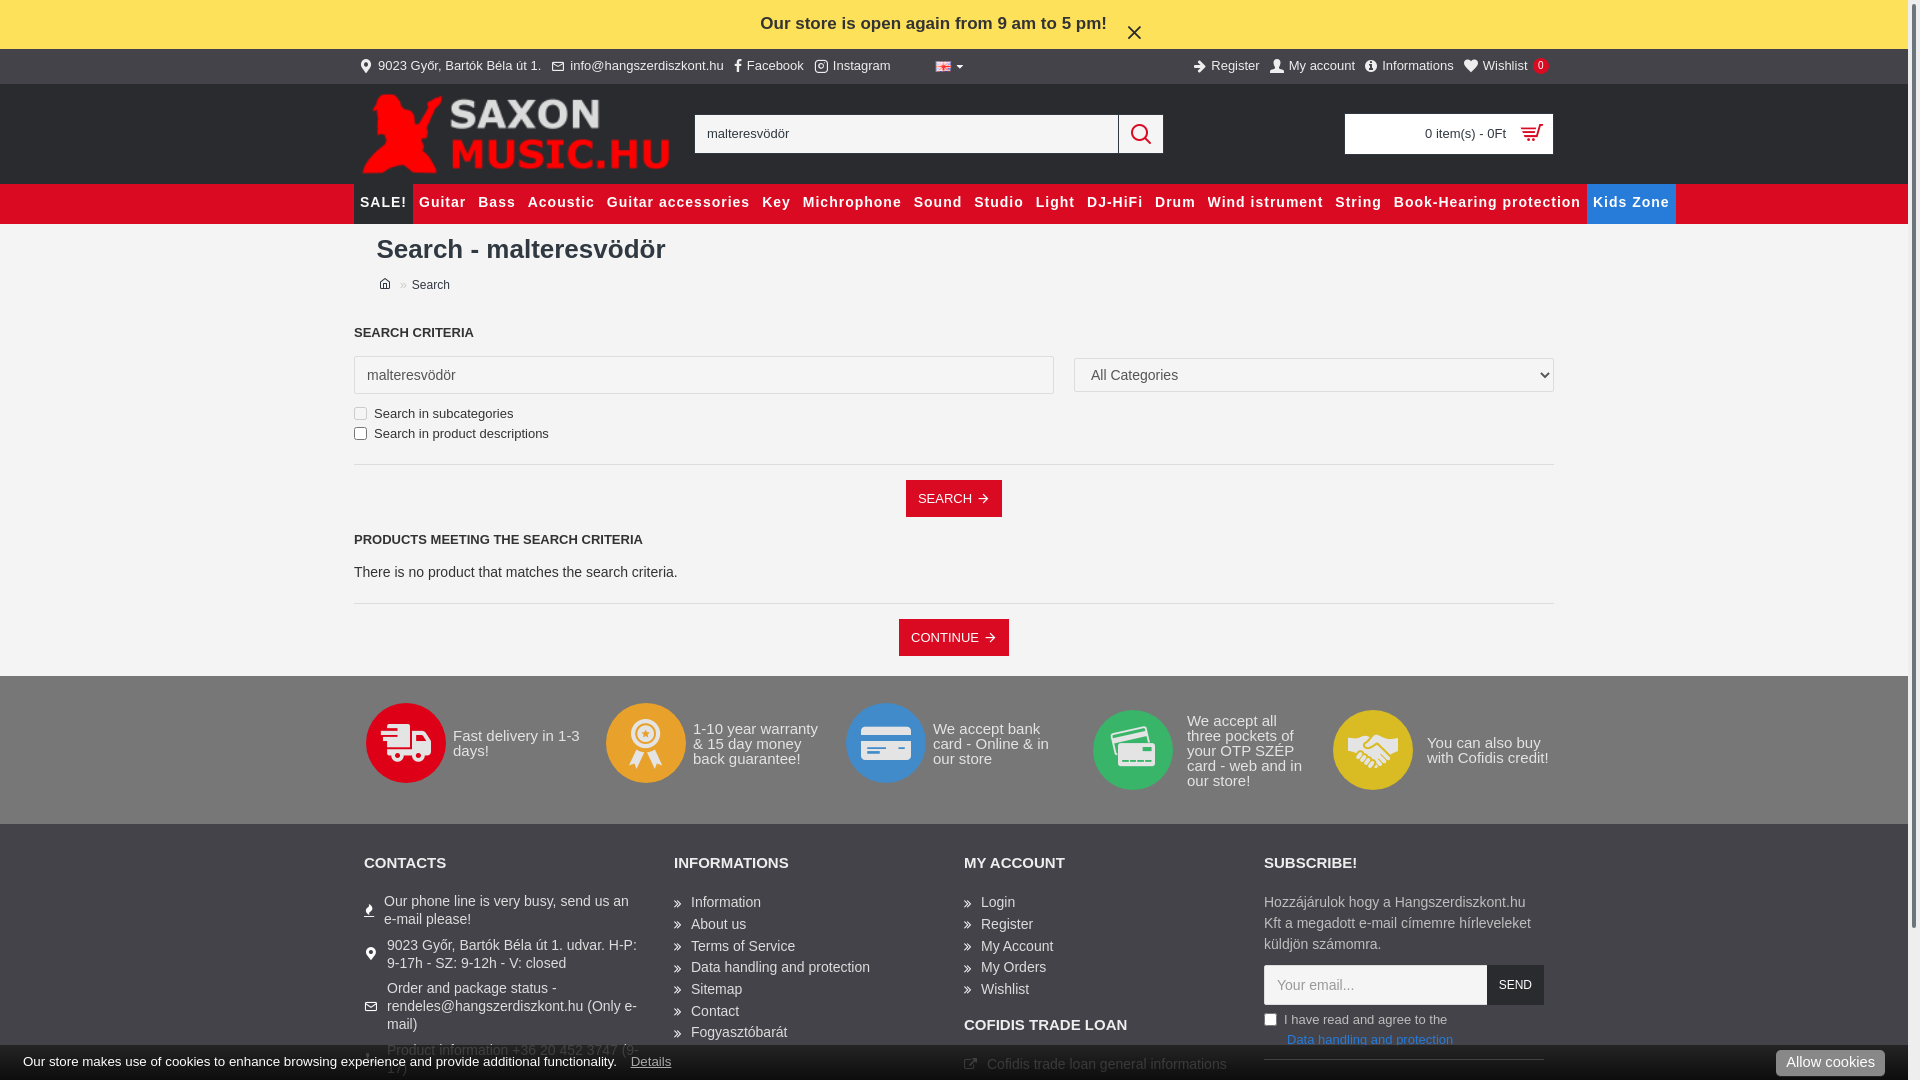 Our store is open again from 9 am to 5 pm!
9023 Győr, Bartók Béla út 1. info@hangszerdiszkont.hu Facebook Instagram Register My account Informations Wishlist 0
SAXON
MUSIC.HU
malteresvödör
0 item(s) - 0Ft
SALE! Guitar Bass Acoustic Guitar accessories Key Michrophone Sound Studio Light DJ-HiFi Drum Wind istrument String Book-Hearing protection Kids Zone
Search - malteresvödör
» Search
SEARCH CRITERIA
malteresvödör
All Categories
Search in subcategories
Search in product descriptions
SEARCH
PRODUCTS MEETING THE SEARCH CRITERIA
There is no product that matches the search criteria.
CONTINUE
Fast delivery in 1-3
days!
1-10 year warranty
& 15 day money
back guarantee!
We accept bank
card - Online & in
our store
We accept all
three pockets of
your OTP SZÉP
card - web and in
our store!
You can also buy
with Cofidis credit!
CONTACTS
Our phone line is very busy, send us an
e-mail please!
9023 Győr, Bartók Béla út 1. udvar. H-P:
9-17h - SZ: 9-12h - V: closed
Order and package status -
rendeles@hangszerdiszkont.hu (Only e-
mail)
Product information +36 20 452 3747 (9-
17)
INFORMATIONS
Information
About us
Terms of Service
Data handling and protection
Sitemap
Contact
Fogyasztóbarát
MY ACCOUNT
Login
Register
My Account
My Orders
Wishlist
COFIDIS TRADE LOAN
Cofidis trade loan general informations
SUBSCRIBE!
Hozzájárulok hogy a Hangszerdiszkont.hu
Kft a megadott e-mail címemre hírleveleket
küldjön számomra.
Your email...
SEND
I have read and agree to the
Data handling and protection
Our store makes use of cookies to enhance browsing experience and provide additional functionality. Details
Allow cookies